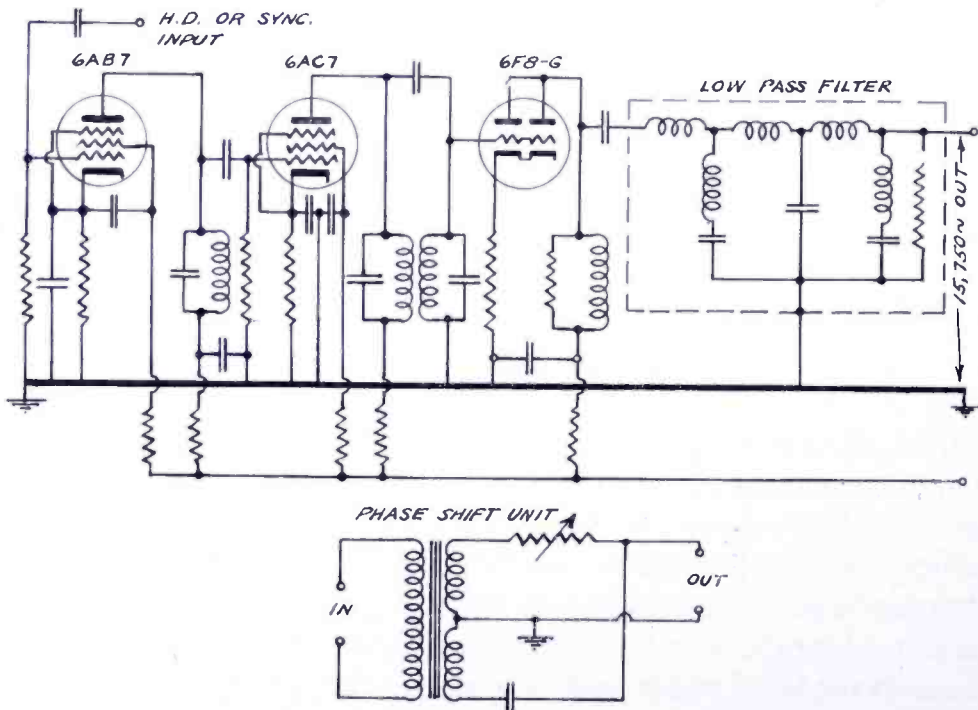 H.D. OR SYNC.
INPUT
6AB7
6AC7
6F8-G
LOW PASS FILTER
15,750~ OUT
PHASE SHIFT UNIT
IN
OUT